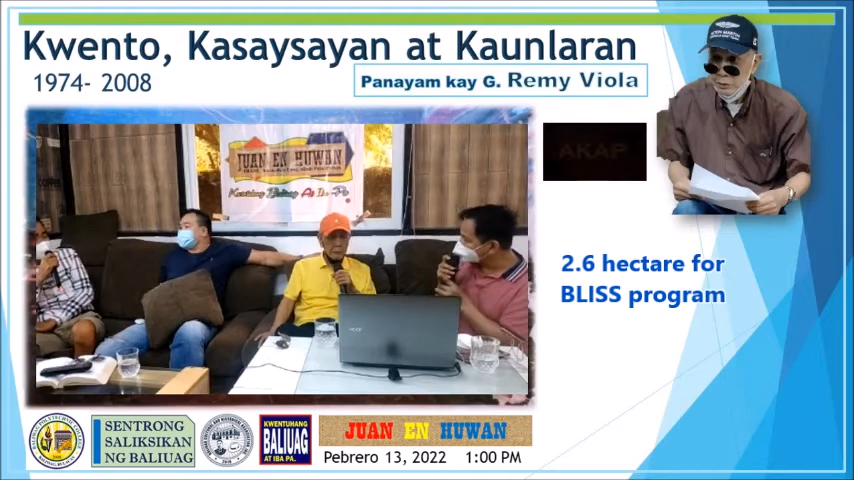 Kwento, Kasaysayan at Kaunlaran
1974- 2008
Panayam kay G. Remy Viola
AKAP
JUAN EN HUWAN
2.6 hectare for
BLISS program
SENTRONG
SALIKSIKAN
NG BALIUAG
KWENTUHANG
BALIUAG
AT IBA PA.
JUAN EN HUWAN
Pebrero 13, 2022 1:00 PM